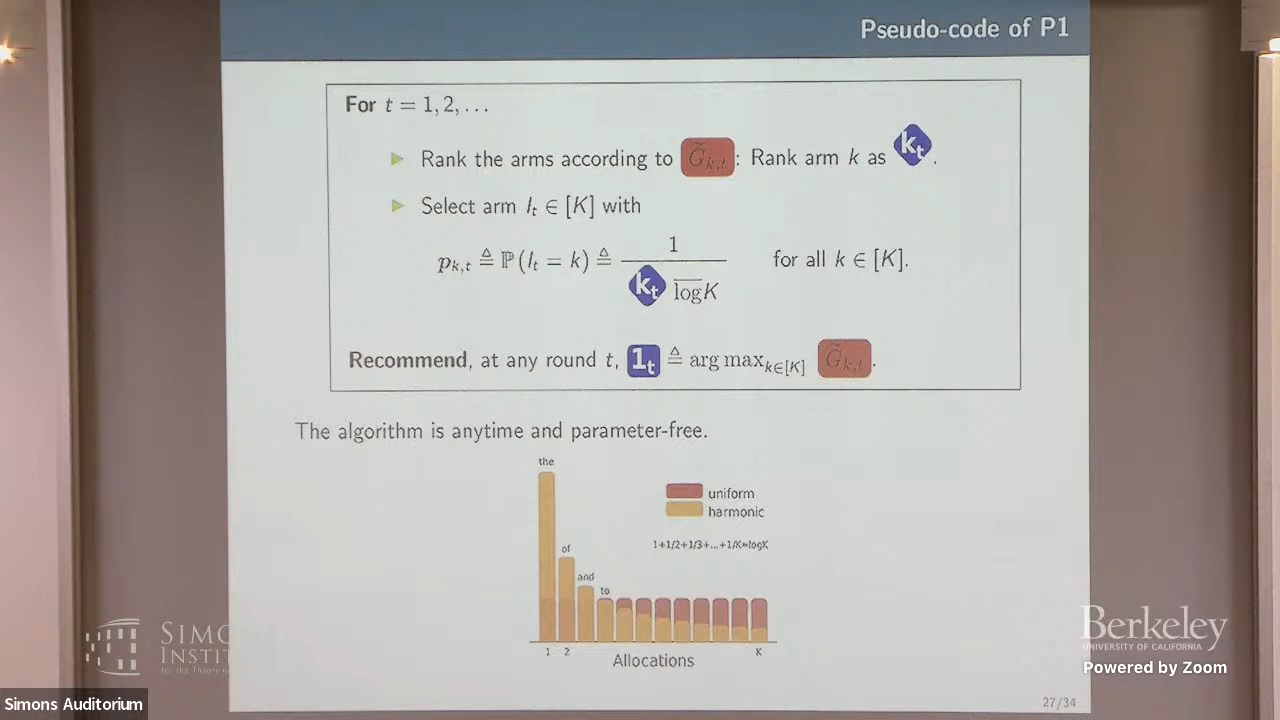 Pseudo-code of P1
For t = 1, 2, …
Rank the arms according to G̃k,t : Rank arm k as kt .
Select arm It ∈ [K] with
pk,t ≜ ℙ (It = k) ≜ 1 / kt log̅K for all k ∈ [K].
Recommend, at any round t, 1t ≜ arg maxk∈[K] G̃k,t .
The algorithm is anytime and parameter-free.
the
of
and
to
uniform
harmonic
1+1/2+1/3+...+1/K≈logK
1 2 K
Allocations
27/34
Berkeley
UNIVERSITY OF CALIFORNIA
Powered by Zoom
Simons Auditorium